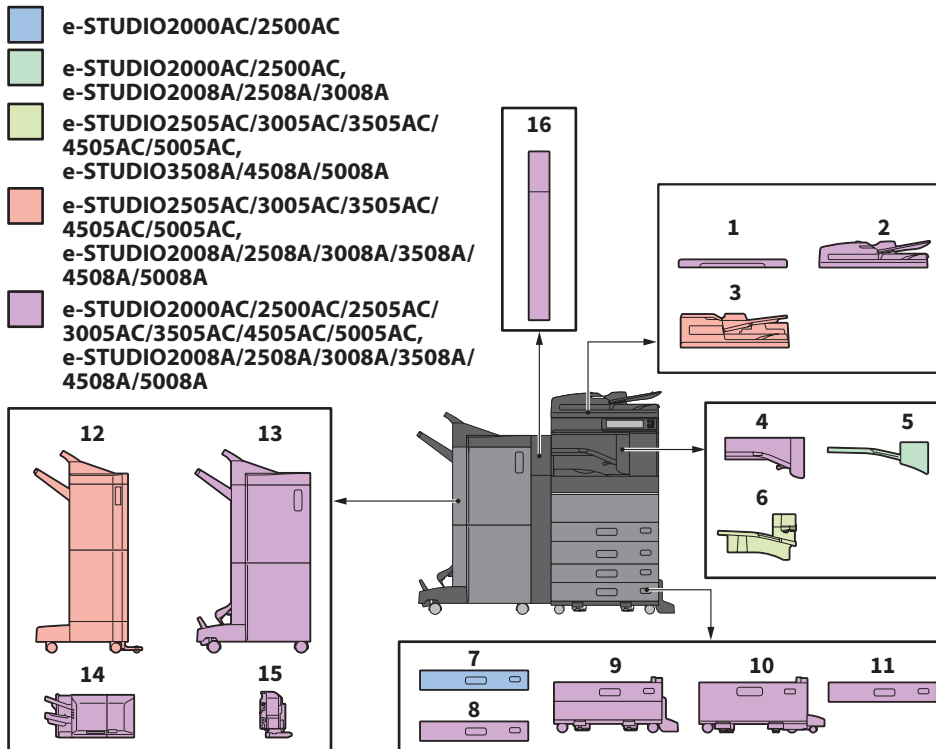 e-STUDIO2000AC/2500AC
e-STUDIO2000AC/2500AC,
e-STUDIO2008A/2508A/3008A
e-STUDIO2505AC/3005AC/3505AC/
4505AC/5005AC,
e-STUDIO3508A/4508A/5008A
e-STUDIO2505AC/3005AC/3505AC/
4505AC/5005AC,
e-STUDIO2008A/2508A/3008A/3508A/
4508A/5008A
e-STUDIO2000AC/2500AC/2505AC/
3005AC/3505AC/4505AC/5005AC,
e-STUDIO2008A/2508A/3008A/3508A/
4508A/5008A
16
1 2
3
4 5
6
12 13
14 15
7 9 10 11
8